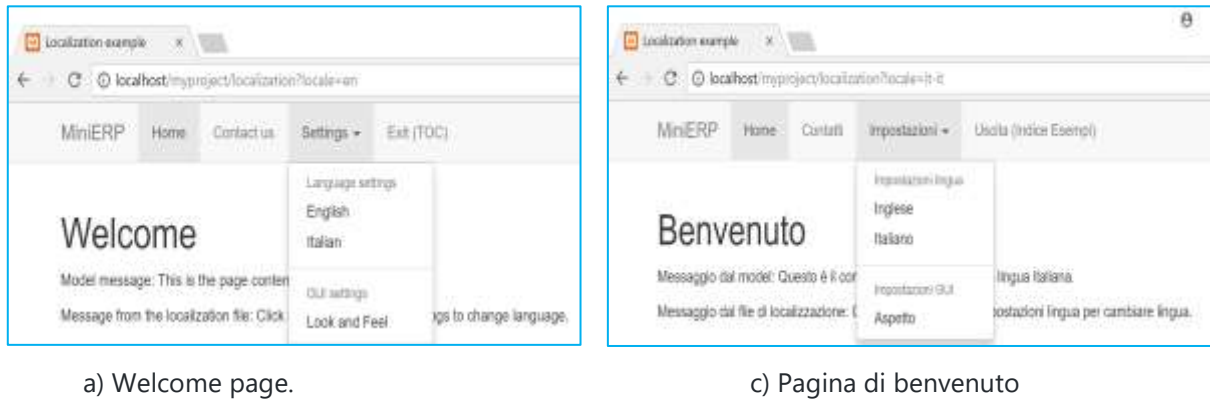 Localization example x
localhost/myproject/localization?locale=en
MiniERP Home Contact us Settings Exit (TOC)
Language settings
English
Italian
Welcome
Model message: This is the page conten
GUI settings
Message from the localization file: Click gs to change language.
Look and Feel
a) Welcome page.
Localization example x
localhost/myproject/localization?locale=it-it
MiniERP Home Contatti Impostazioni Uscita (Indice Esempi)
Impostazioni lingua
Inglese
Italiano
Benvenuto
Messaggio dal model: Questo è il cor lingua italiana.
Impostazioni GUI
Messaggio dal file di localizzazione: postazioni lingua per cambiare lingua.
Aspetto
c) Pagina di benvenuto